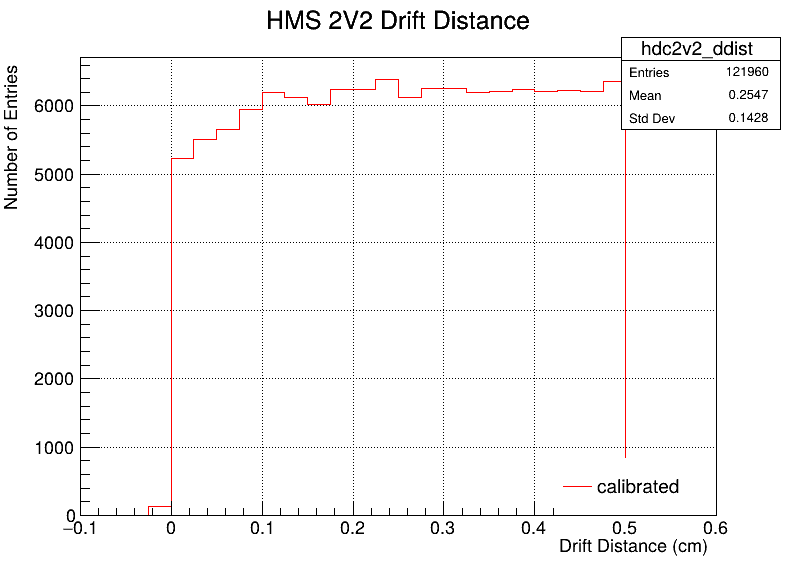 HMS 2V2 Drift Distance
hdc2v2_ddist
Entries 121960
Mean 0.2547
Std Dev 0.1428
Number of Entries
6000
5000
4000
3000
2000
1000
0
calibrated
−0.1 0 0.1 0.2 0.3 0.4 0.5 0.6
Drift Distance (cm)